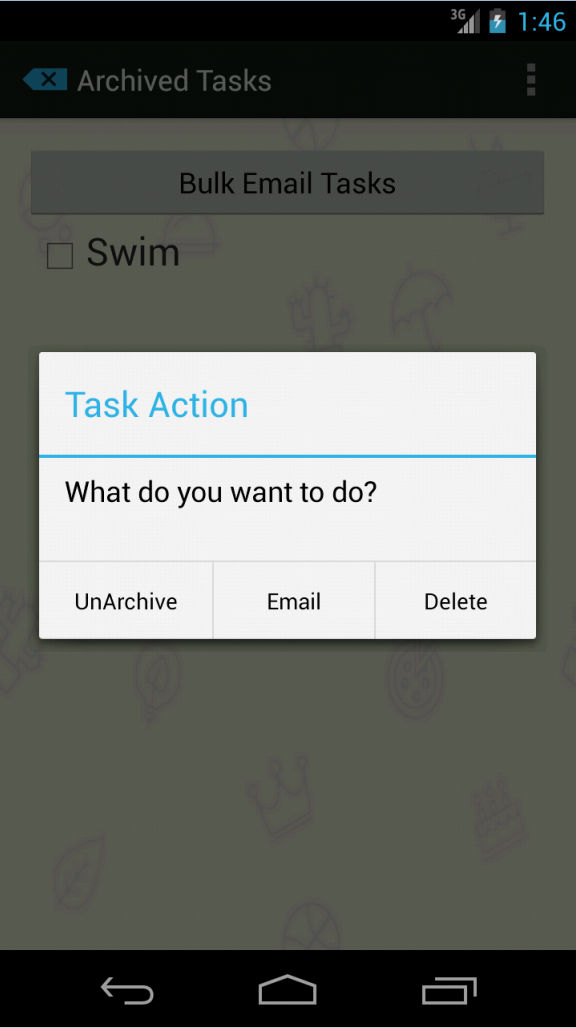 3G 1:46
Archived Tasks
Bulk Email Tasks
Swim
Task Action
What do you want to do?
UnArchive Email Delete